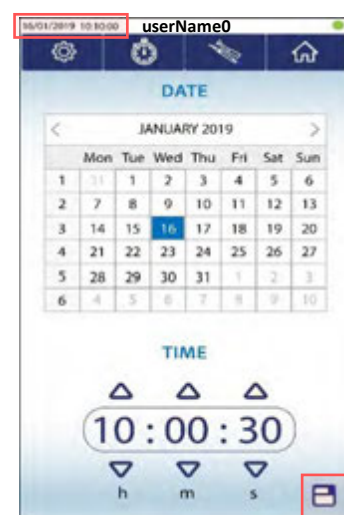 16/01/2019 10:10:00 userName0
DATE
< JANUARY 2019 >
Mon Tue Wed Thu Fri Sat Sun
1 31 1 2 3 4 5 6
2 7 8 9 10 11 12 13
3 14 15 16 17 18 19 20
4 21 22 23 24 25 26 27
5 28 29 30 31 1 2 3
6 4 5 6 7 8 9 10
TIME
10 : 00 : 30
h m s